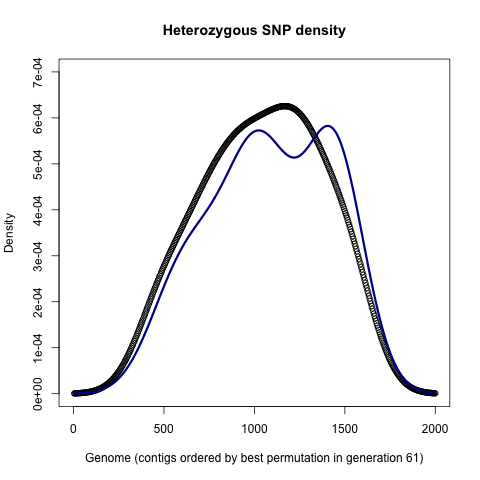 Heterozygous SNP density
Density
7e-04
6e-04
5e-04
4e-04
3e-04
2e-04
1e-04
0e+00
0 500 1000 1500 2000
Genome (contigs ordered by best permutation in generation 61)